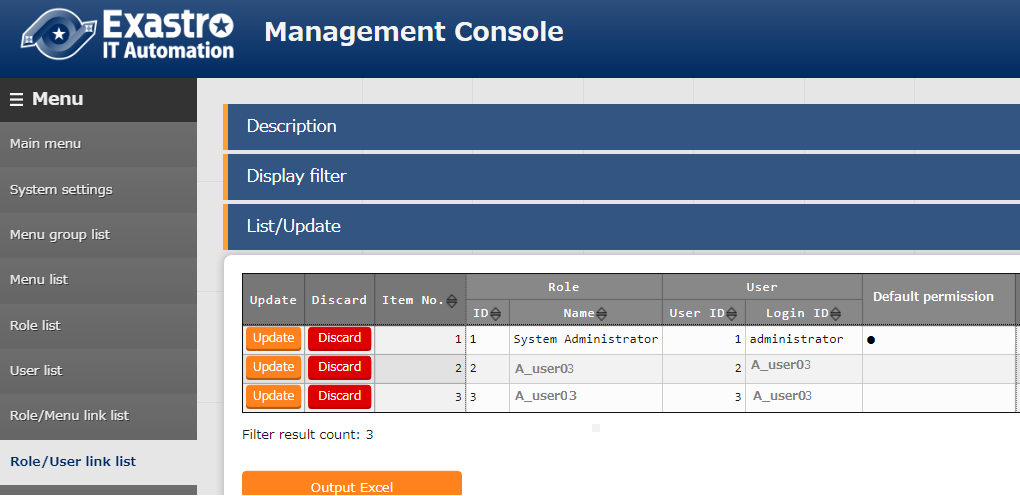 Exastro
IT Automation
Management Console
Menu
Main menu
System settings
Menu group list
Menu list
Role list
User list
Role/Menu link list
Role/User link list
Description
Display filter
List/Update
Update Discard Item No. Role User Default permission
ID Name User ID Login ID
Update Discard 1 1 System Administrator 1 administrator ●
Update Discard 2 2 A_user03 2 A_user03
Update Discard 3 3 A_user03 3 A_user03
Filter result count: 3
Output Excel